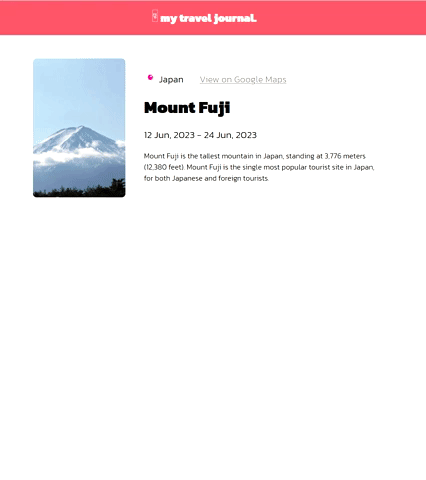 my travel journal.
Japan View on Google Maps
Mount Fuji
12 Jun, 2023 - 24 Jun, 2023
Mount Fuji is the tallest mountain in Japan, standing at 3,776 meters
(12,380 feet). Mount Fuji is the single most popular tourist site in Japan,
for both Japanese and foreign tourists.